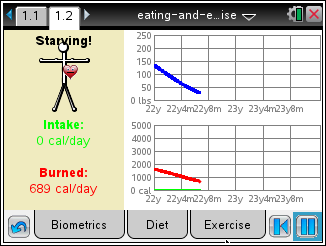 1.1 1.2 eating-and-e...ise
Starving!
Intake:
0 cal/day
Burned:
689 cal/day
250
200
150
100
50
0 lbs
22y 22y4m 22y8m 23y 23y4m 23y8m
5000
4000
3000
2000
1000
0 cal
22y 22y4m 22y8m 23y 23y4m 23y8m
Biometrics Diet Exercise